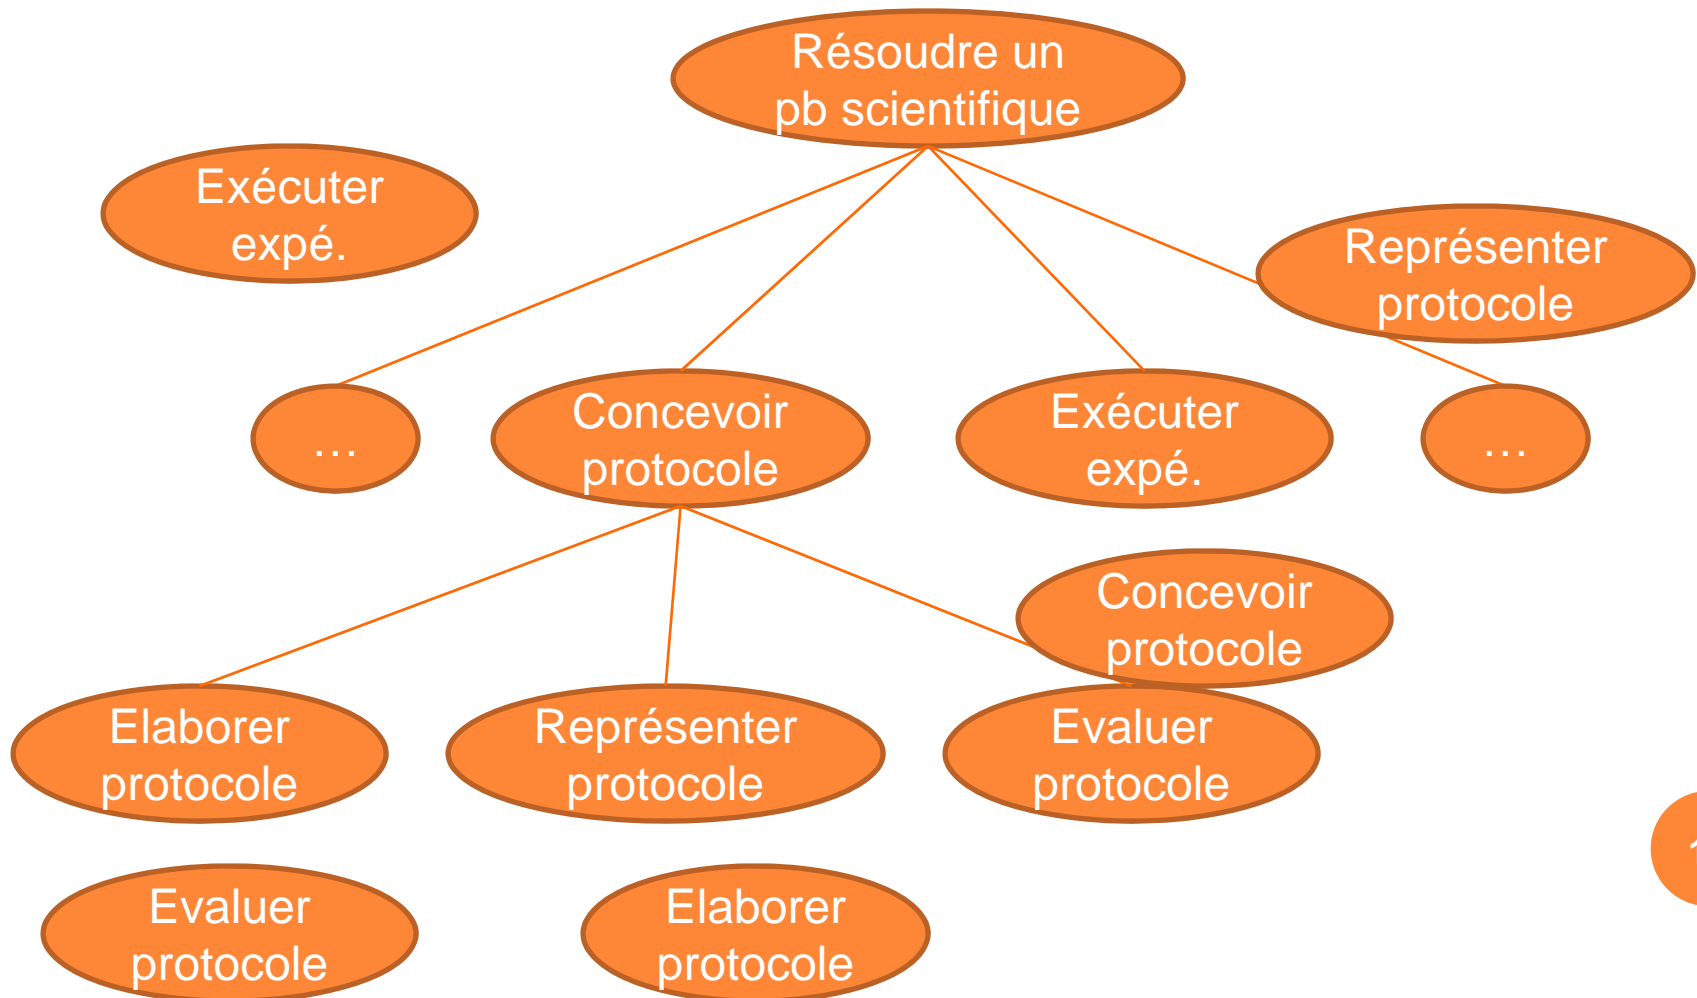 Résoudre un
pb scientifique
Exécuter
expé.
Représenter
protocole
…
Concevoir
protocole
Exécuter
expé.
…
Concevoir
protocole
Elaborer
protocole
Représenter
protocole
Evaluer
protocole
Evaluer
protocole
Elaborer
protocole